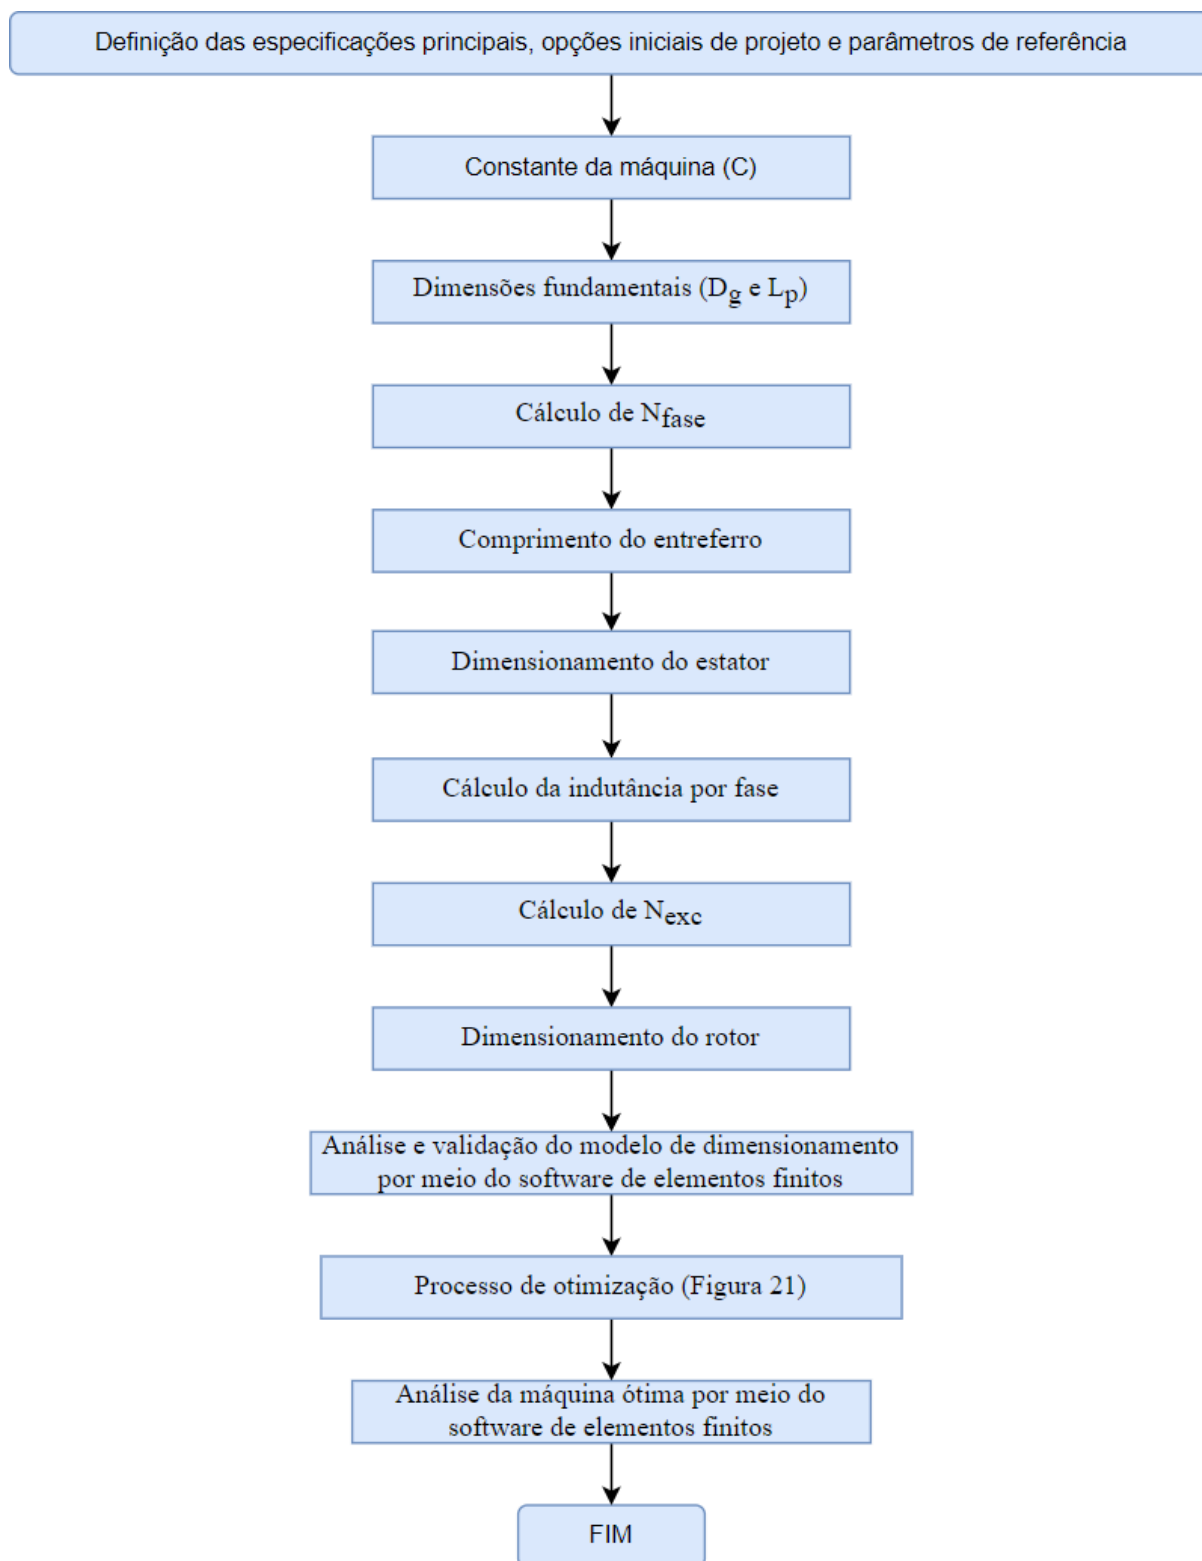 Definição das especificações principais, opções iniciais de projeto e parâmetros de referência
Constante da máquina (C)
Dimensões fundamentais (Dg e Lp)
Cálculo de Nfase
Comprimento do entreferro
Dimensionamento do estator
Cálculo da indutância por fase
Cálculo de Nexc
Dimensionamento do rotor
Análise e validação do modelo de dimensionamento
por meio do software de elementos finitos
Processo de otimização (Figura 21)
Análise da máquina ótima por meio do
software de elementos finitos
FIM